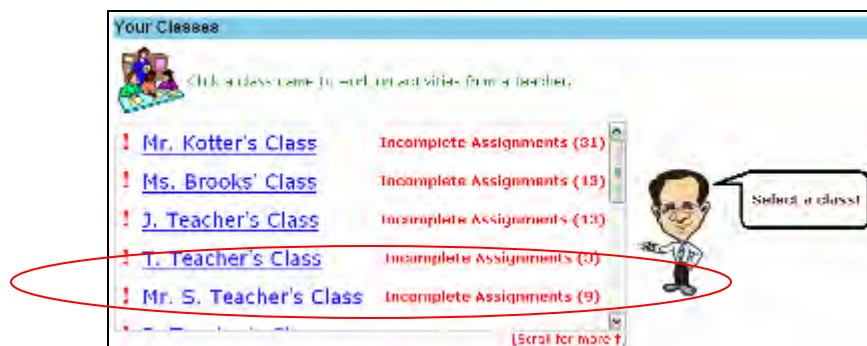 Your Classes
Click a class name to work on activities from a teacher.
! Mr. Kotter's Class Incomplete Assignments (31)
! Ms. Brooks' Class Incomplete Assignments (13)
Select a class!
! J. Teacher's Class Incomplete Assignments (13)
! T. Teacher's Class Incomplete Assignments (3)
! Mr. S. Teacher's Class Incomplete Assignments (9)
[Scroll for more